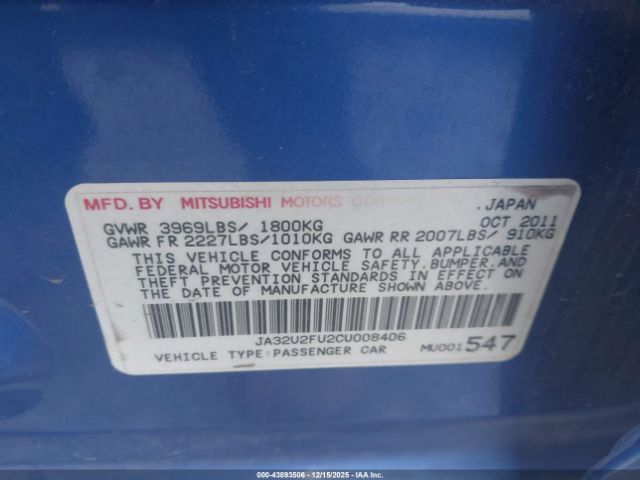 MFD. BY MITSUBISHI MOTORS CORPORATION, JAPAN
GVWR 3969LBS/ 1800KG OCT 2011
GAWR FR 2227LBS/1010KG GAWR RR 2007LBS/ 910KG
THIS VEHICLE CONFORMS TO ALL APPLICABLE
FEDERAL MOTOR VEHICLE SAFETY, BUMPER, AND
THEFT PREVENTION STANDARDS IN EFFECT ON
THE DATE OF MANUFACTURE SHOWN ABOVE.
JA32U2FU2CU008406
VEHICLE TYPE:PASSENGER CAR MU001547
000-43893506 - 12/15/2025 - IAAI.COM